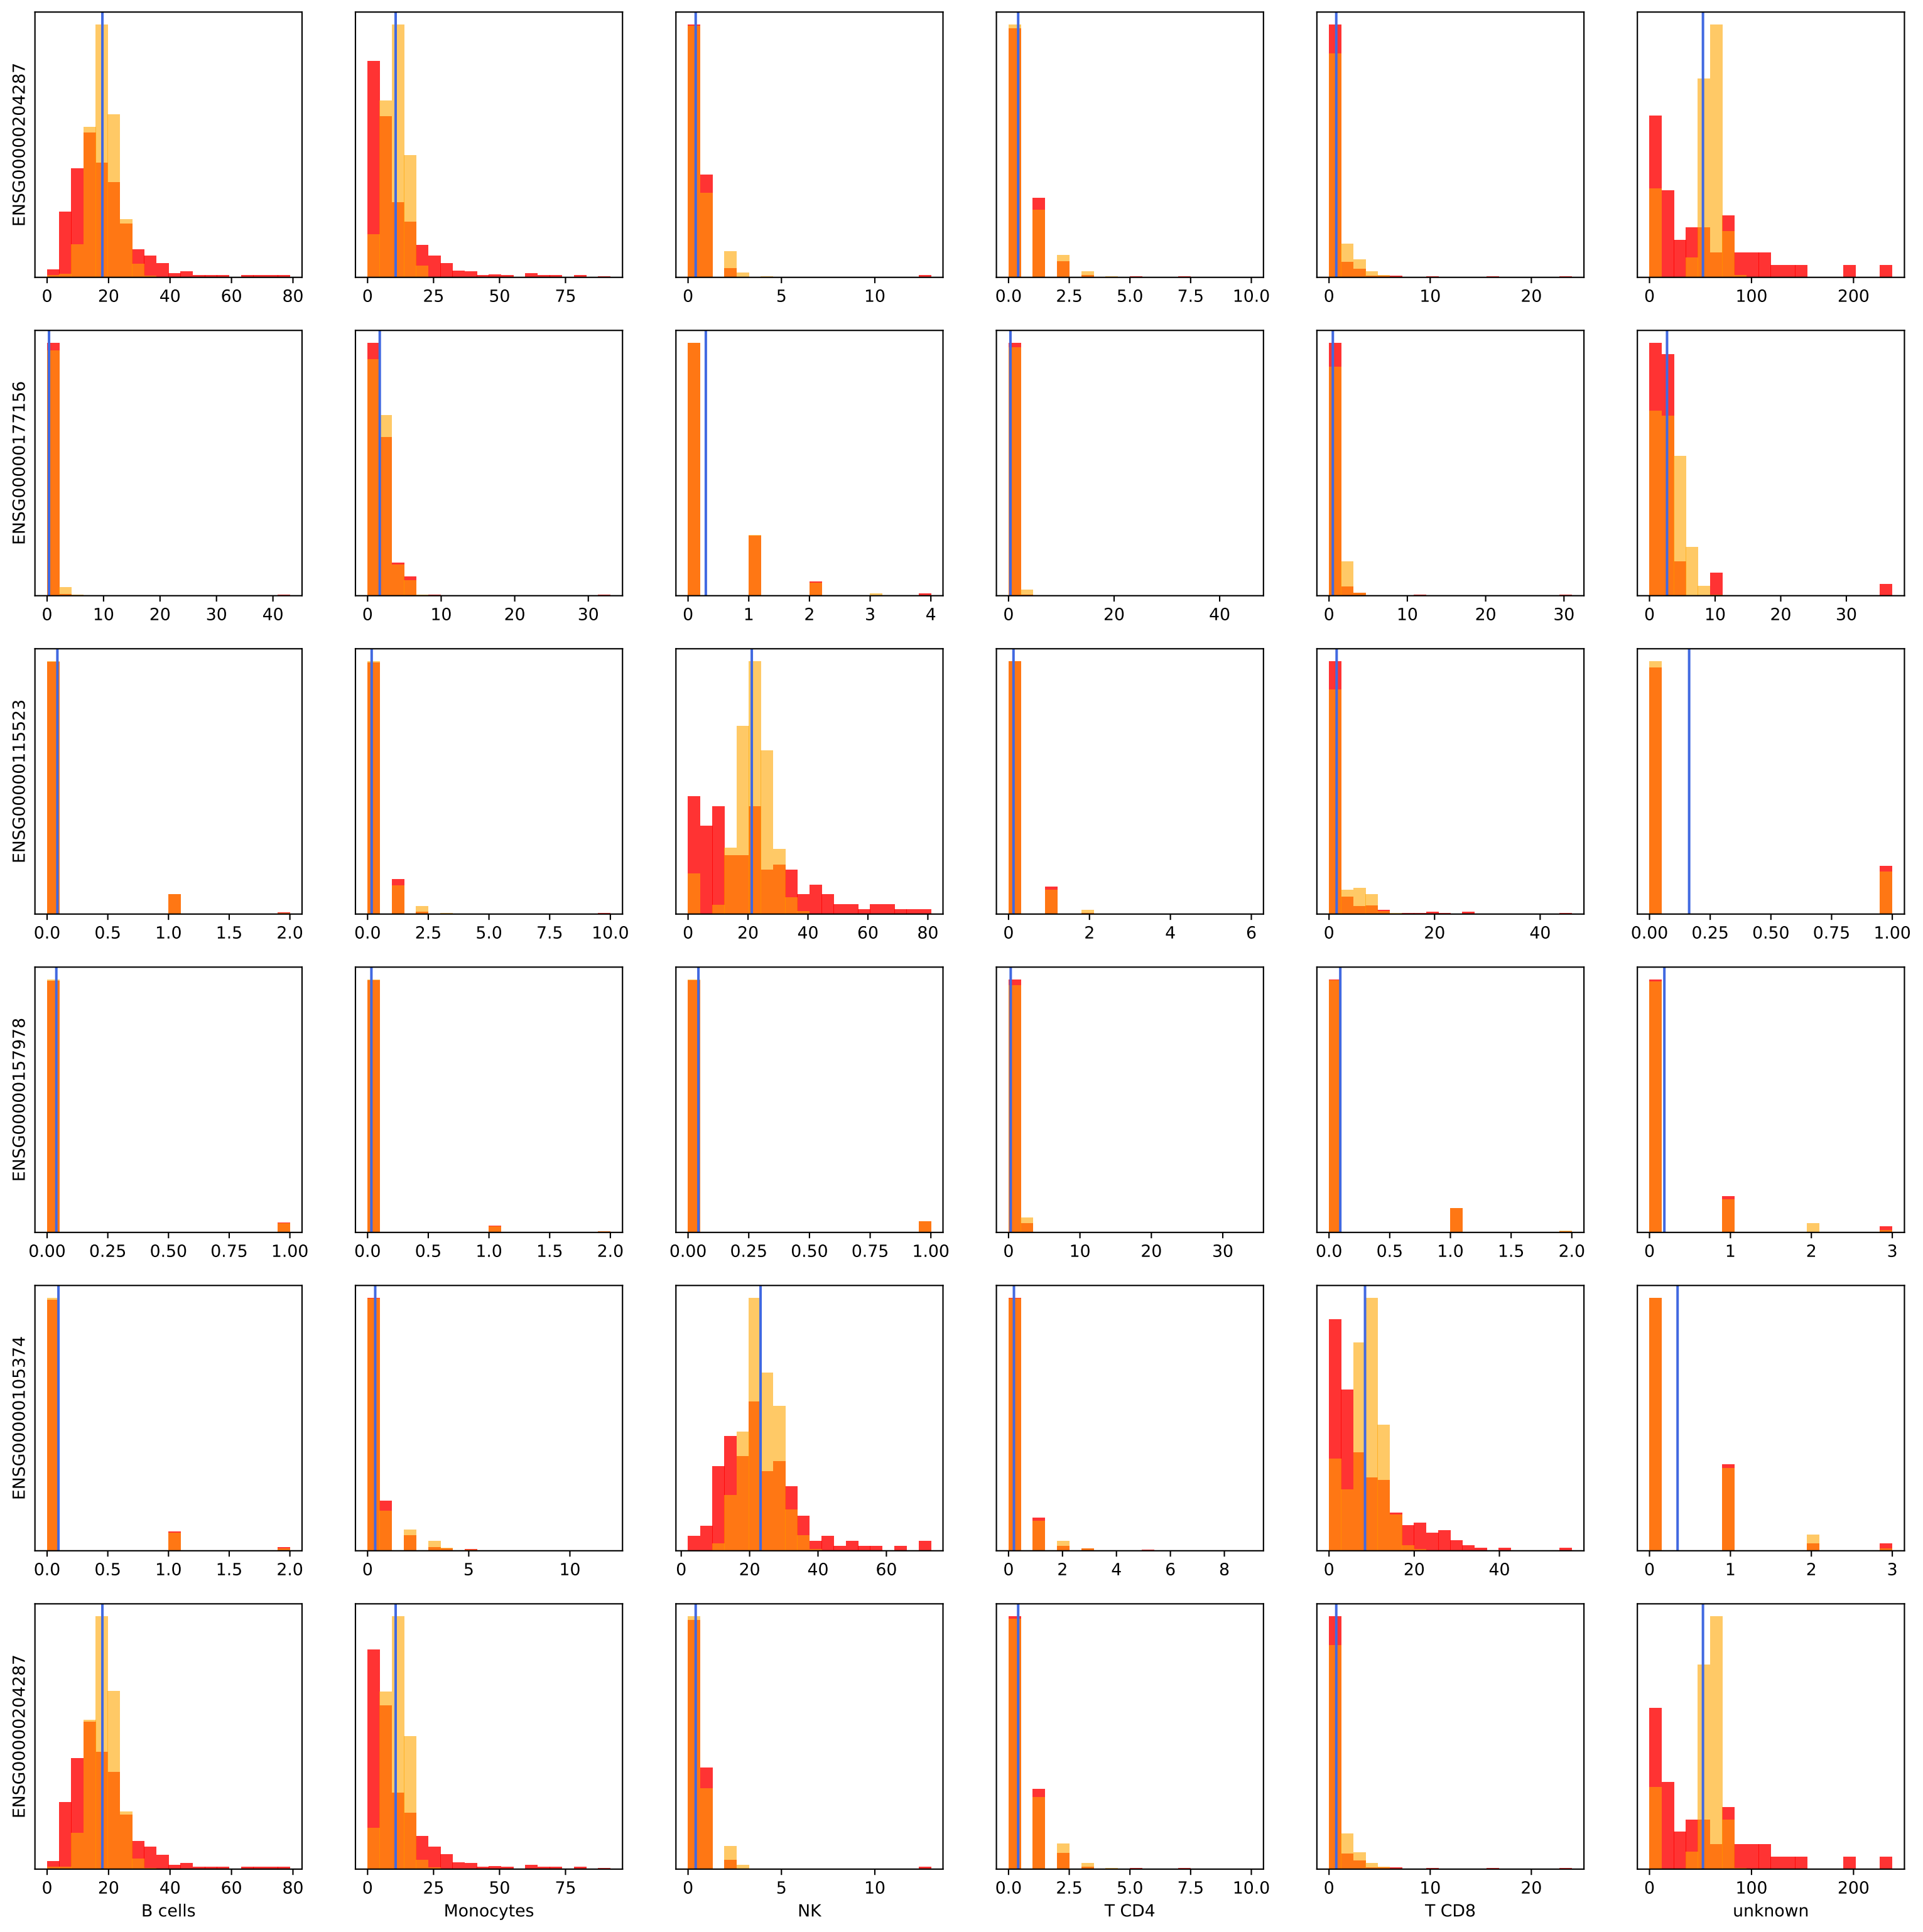 ENSG00000204287
0 20 40 60 80
0 25 50 75
0 5 10
0.0 2.5 5.0 7.5 10.0
0 10 20
0 100 200
ENSG00000177156
0 10 20 30 40
0 10 20 30
0 1 2 3 4
0 20 40
0 10 20 30
0 10 20 30
ENSG00000115523
0.0 0.5 1.0 1.5 2.0
0.0 2.5 5.0 7.5 10.0
0 20 40 60 80
0 2 4 6
0 20 40
0.00 0.25 0.50 0.75 1.00
ENSG00000157978
0.00 0.25 0.50 0.75 1.00
0.0 0.5 1.0 1.5 2.0
0.00 0.25 0.50 0.75 1.00
0 10 20 30
0.0 0.5 1.0 1.5 2.0
0 1 2 3
ENSG00000105374
0.0 0.5 1.0 1.5 2.0
0 5 10
0 20 40 60
0 2 4 6 8
0 20 40
0 1 2 3
ENSG00000204287
0 20 40 60 80
0 25 50 75
0 5 10
0.0 2.5 5.0 7.5 10.0
0 10 20
0 100 200
B cells
Monocytes
NK
T CD4
T CD8
unknown